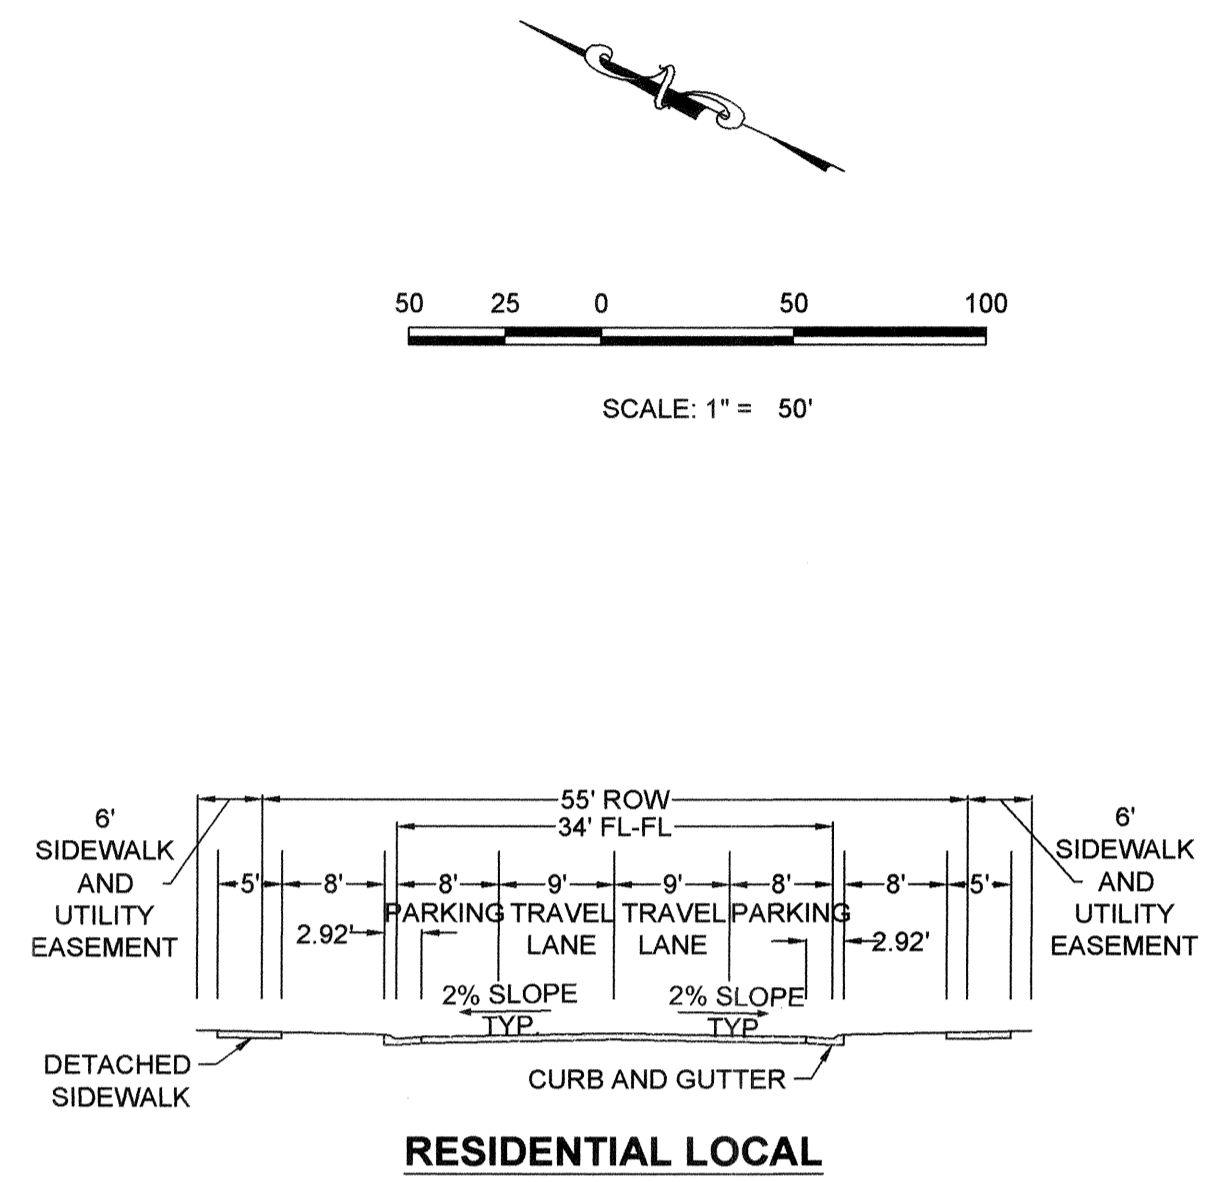 50 25 0 50 100
SCALE: 1" = 50'
55' ROW
34' FL-FL
6'
SIDEWALK
AND
UTILITY
EASEMENT
6'
SIDEWALK
AND
UTILITY
EASEMENT
5' 8' 8' 9' 9' 8' 8' 5'
PARKING TRAVEL TRAVEL PARKING
LANE LANE
2.92' 2.92'
2% SLOPE 2% SLOPE
TYP. TYP
DETACHED
SIDEWALK
CURB AND GUTTER
RESIDENTIAL LOCAL